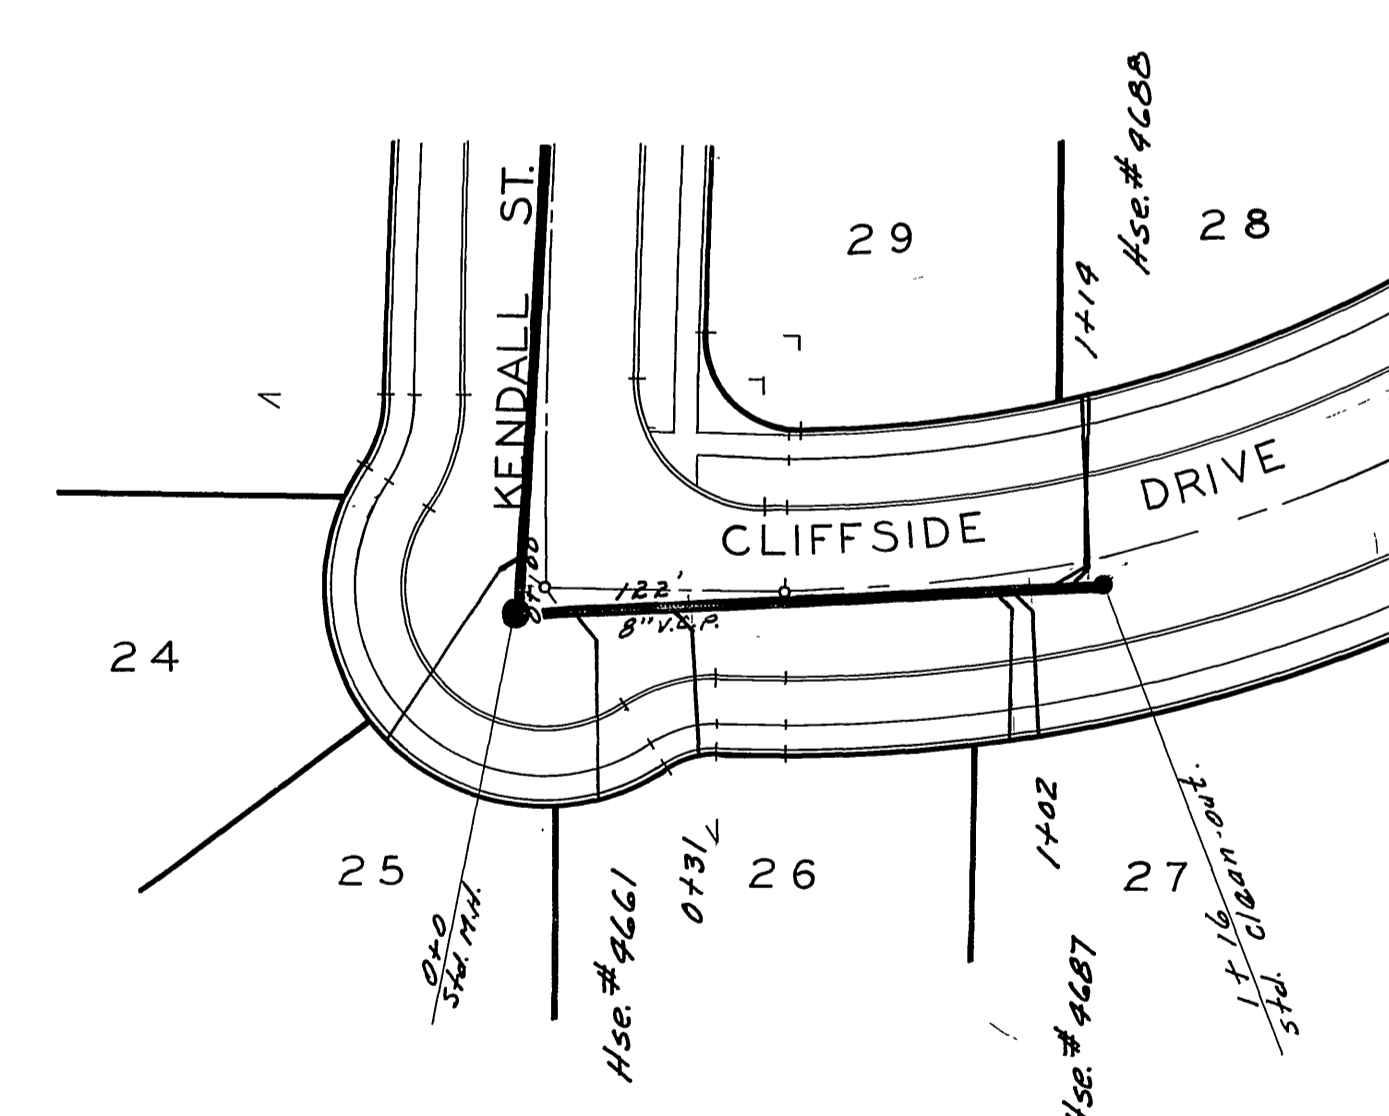 Hse.# 4688
KENDALL ST.
29
28
1+14
DRIVE
CLIFFSIDE
0+00
122'
8" V.C.P.
24
25
26
27
0+0
Std. M.H.
Hse.# 4661
0+31
1+02
Hse.# 4687
1+16
std. clean-out.